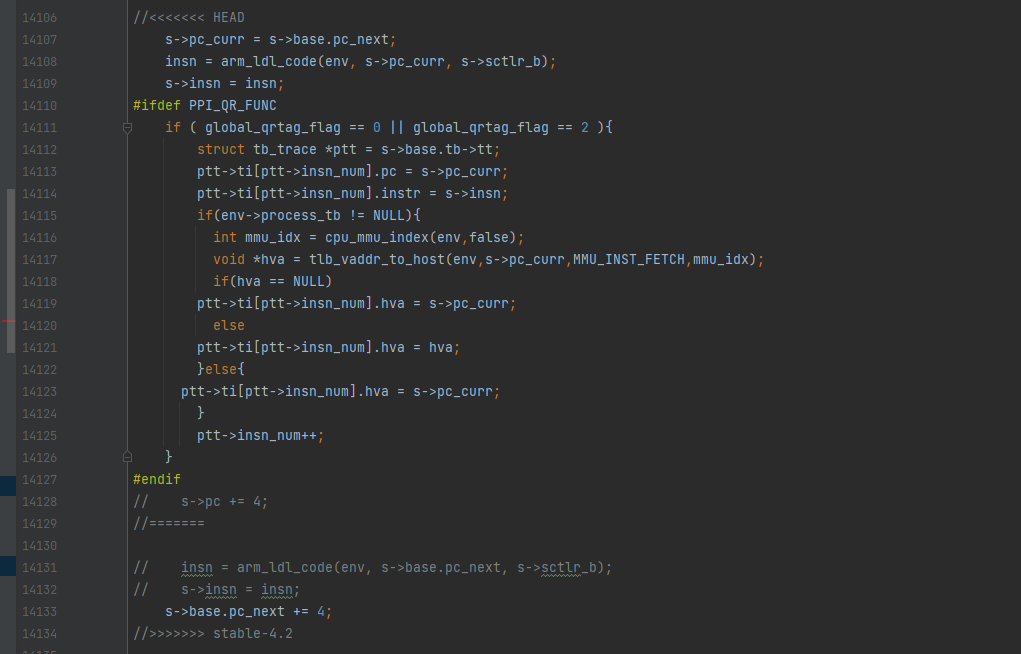 14106 //<<<<<<< HEAD
14107     s->pc_curr = s->base.pc_next;
14108     insn = arm_ldl_code(env, s->pc_curr, s->sctlr_b);
14109     s->insn = insn;
14110 #ifdef PPI_QR_FUNC
14111     if ( global_qrtag_flag == 0 || global_qrtag_flag == 2 ){
14112         struct tb_trace *ptt = s->base.tb->tt;
14113         ptt->ti[ptt->insn_num].pc = s->pc_curr;
14114         ptt->ti[ptt->insn_num].instr = s->insn;
14115         if(env->process_tb != NULL){
14116           int mmu_idx = cpu_mmu_index(env,false);
14117           void *hva = tlb_vaddr_to_host(env,s->pc_curr,MMU_INST_FETCH,mmu_idx);
14118           if(hva == NULL)
14119         ptt->ti[ptt->insn_num].hva = s->pc_curr;
14120           else
14121         ptt->ti[ptt->insn_num].hva = hva;
14122         }else{
14123       ptt->ti[ptt->insn_num].hva = s->pc_curr;
14124         }
14125         ptt->insn_num++;
14126     }
14127 #endif
14128 //    s->pc += 4;
14129 //=======
14130
14131 //    insn = arm_ldl_code(env, s->base.pc_next, s->sctlr_b);
14132 //    s->insn = insn;
14133     s->base.pc_next += 4;
14134 //>>>>>>> stable-4.2